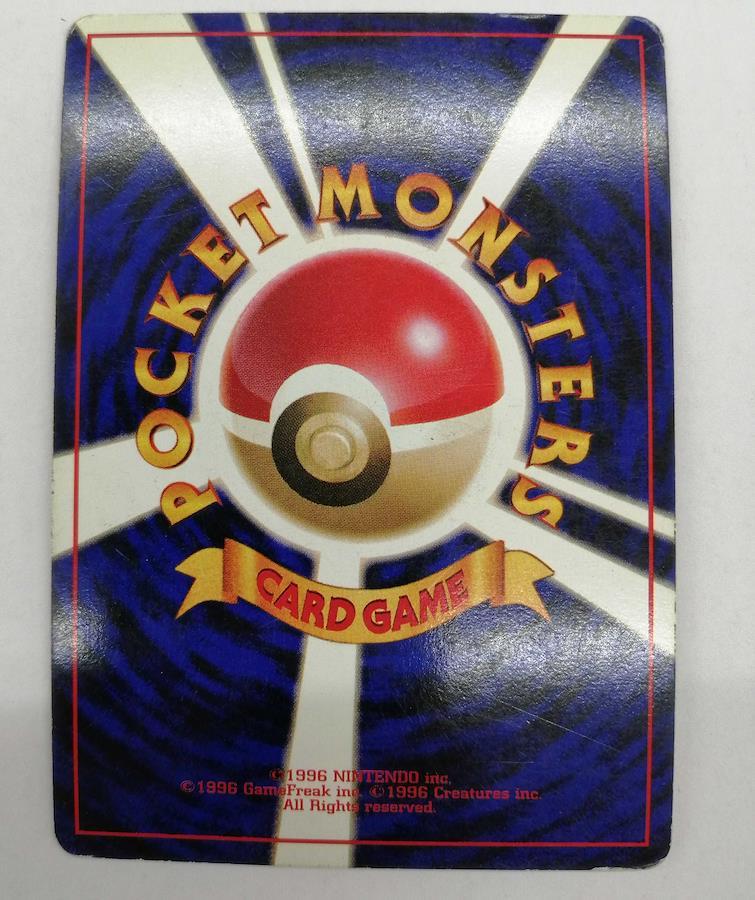 POCKET MONSTERS
CARD GAME
©1996 NINTENDO inc,
©1996 GameFreak inc. ©1996 Creatures inc.
All Rights reserved.